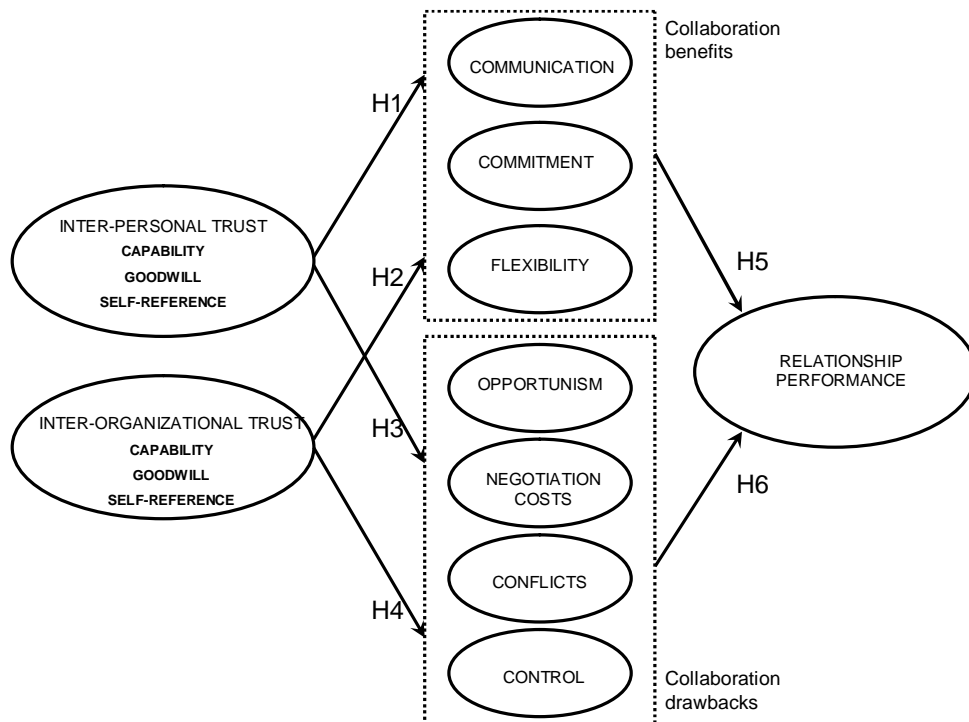 Collaboration
benefits
COMMUNICATION
H1
COMMITMENT
INTER-PERSONAL TRUST
CAPABILITY
GOODWILL
SELF-REFERENCE
H2
FLEXIBILITY
H5
RELATIONSHIP
PERFORMANCE
OPPORTUNISM
INTER-ORGANIZATIONAL TRUST
CAPABILITY
GOODWILL
SELF-REFERENCE
H3
NEGOTIATION
COSTS
H6
CONFLICTS
H4
CONTROL
Collaboration
drawbacks